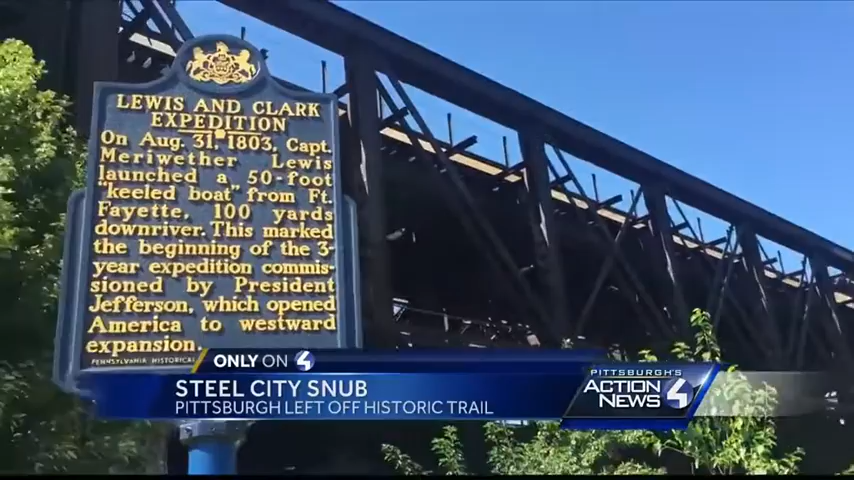 LEWIS AND CLARK
EXPEDITION
On Aug. 31, 1803, Capt.
Meriwether Lewis
launched a 50-foot
"keeled boat" from Ft.
Fayette, 100 yards
downriver. This marked
the beginning of the 3-
year expedition commis-
sioned by President
Jefferson, which opened
America to westward
expansion.
PENNSYLVANIA HISTORICAL
ONLY ON 4
STEEL CITY SNUB
PITTSBURGH LEFT OFF HISTORIC TRAIL
PITTSBURGH'S
ACTION
NEWS 4